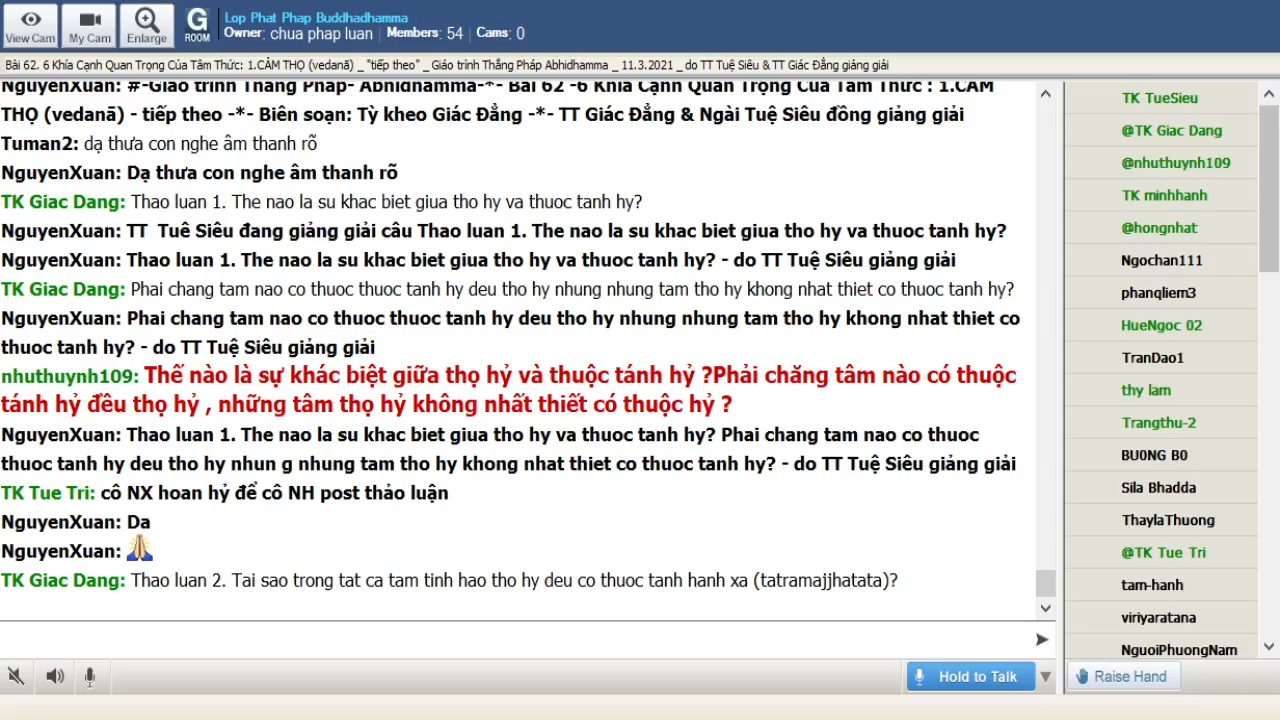 View Cam
My Cam
Enlarge
G
ROOM
Lop Phat Phap Buddhadhamma
Owner: chua phap luan | Members: 54 | Cams: 0
Bài 62. 6 Khía Cạnh Quan Trọng Của Tâm Thức: 1.CẢM THỌ (vedanā) _ "tiếp theo" _ Giáo trình Thắng Pháp Abhidhamma _ 11.3.2021 _ do TT Tuệ Siêu & TT Giác Đẳng giảng giải
NguyenXuan: #-Giáo trình Thắng Pháp- Abhidhamma-*- Bài 62 -6 Khía Cạnh Quan Trọng Của Tâm Thức : 1.CẢM
THỌ (vedanā) - tiếp theo -*- Biên soạn: Tỳ kheo Giác Đẳng -*- TT Giác Đẳng & Ngài Tuệ Siêu đồng giảng giải
Tuman2: dạ thưa con nghe âm thanh rõ
NguyenXuan: Dạ thưa con nghe âm thanh rõ
TK Giac Dang: Thao luan 1. The nao la su khac biet giua tho hy va thuoc tanh hy?
NguyenXuan: TT  Tuê Siêu đang giảng giải câu Thao luan 1. The nao la su khac biet giua tho hy va thuoc tanh hy?
NguyenXuan: Thao luan 1. The nao la su khac biet giua tho hy va thuoc tanh hy? - do TT Tuệ Siêu giảng giải
TK Giac Dang: Phai chang tam nao co thuoc thuoc tanh hy deu tho hy nhung nhung tam tho hy khong nhat thiet co thuoc tanh hy?
NguyenXuan: Phai chang tam nao co thuoc thuoc tanh hy deu tho hy nhung nhung tam tho hy khong nhat thiet co
thuoc tanh hy? - do TT Tuệ Siêu giảng giải
nhuthuynh109: Thế nào là sự khác biệt giữa thọ hỷ và thuộc tánh hỷ ?Phải chăng tâm nào có thuộc
tánh hỷ đều thọ hỷ , những tâm thọ hỷ không nhất thiết có thuộc hỷ ?
NguyenXuan: Thao luan 1. The nao la su khac biet giua tho hy va thuoc tanh hy? Phai chang tam nao co thuoc
thuoc tanh hy deu tho hy nhun g nhung tam tho hy khong nhat thiet co thuoc tanh hy? - do TT Tuệ Siêu giảng giải
TK Tue Tri: cô NX hoan hỷ để cô NH post thảo luận
NguyenXuan: Da
NguyenXuan:
TK Giac Dang: Thao luan 2. Tai sao trong tat ca tam tinh hao tho hy deu co thuoc tanh hanh xa (tatramajjhatata)?
Hold to Talk
TK TueSieu
@TK Giac Dang
@nhuthuynh109
TK minhhanh
@hongnhat
Ngochan111
phanqliem3
HueNgoc 02
TranDao1
thy lam
Trangthu-2
BU0NG B0
Sila Bhadda
ThaylaThuong
@TK Tue Tri
tam-hanh
viriyaratana
NguoiPhuongNam
Raise Hand